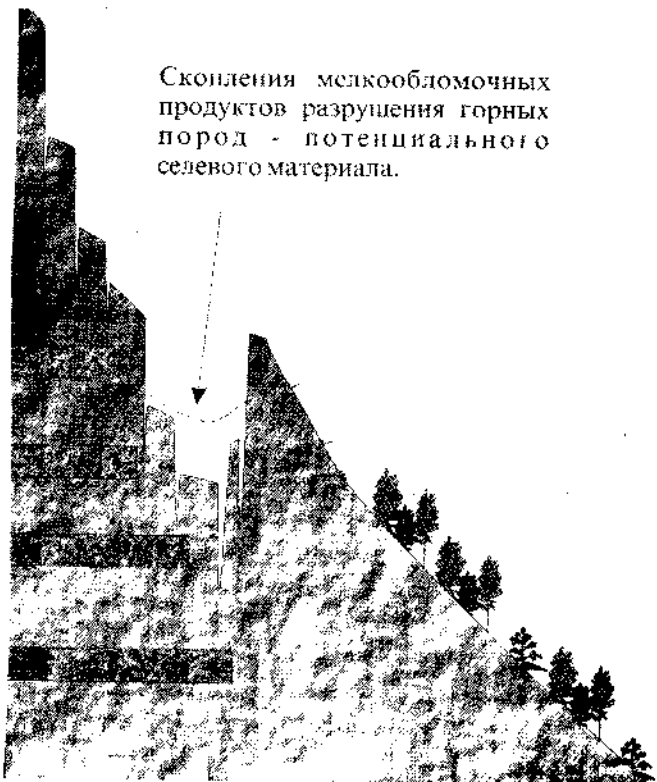 Скопления мелкообломочных
продуктов разрушения горных
пород - потенциального
селевого материала.